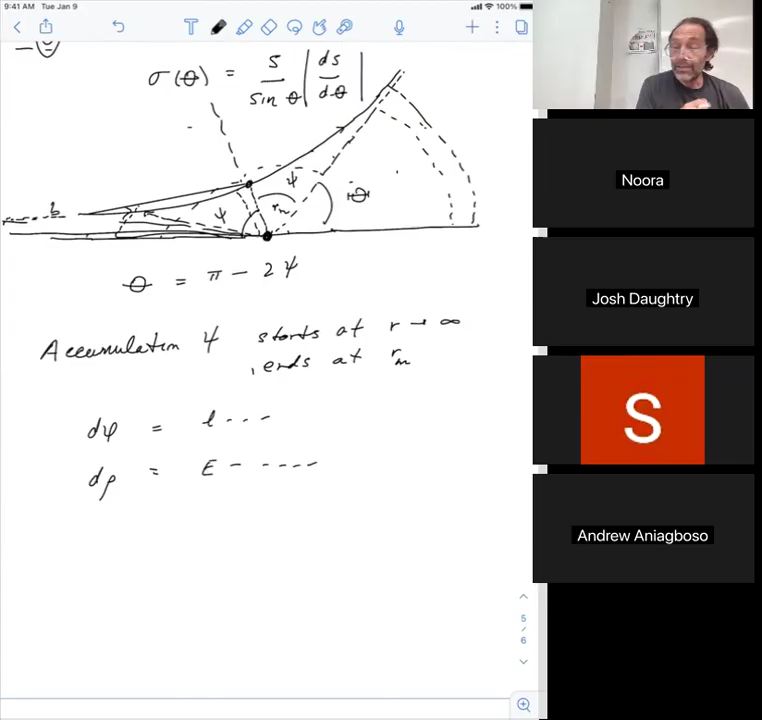 9:41 AM Tue Jan 9
100%
σ(θ) = s / sin θ | ds / dθ |
b
ψ
ψ
r_m
Θ
Θ = π − 2ψ
Accumulation ψ starts at r → ∞
, ends at r_m
dφ = l - - -
dρ = E - - - - -
5
/
6
Noora
Josh Daughtry
S
Andrew Aniagboso